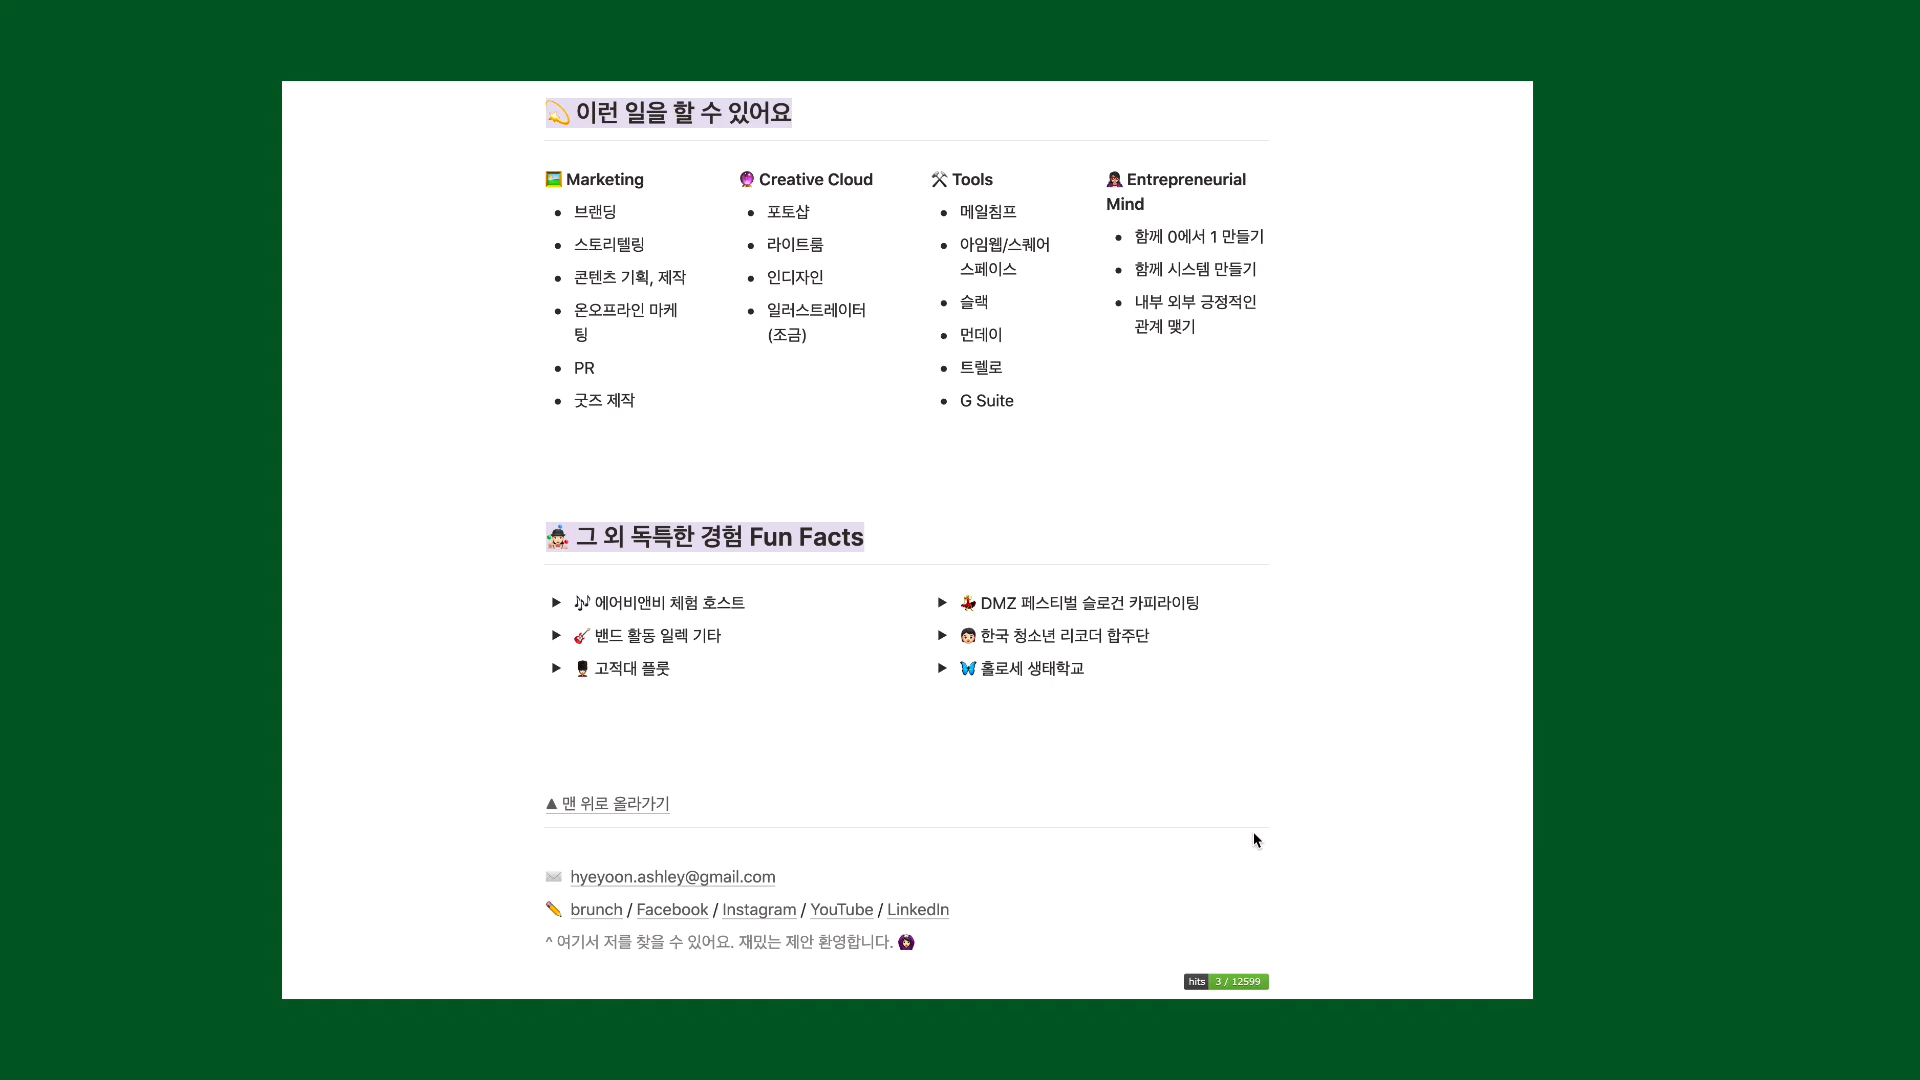 💫 이런 일을 할 수 있어요
🖼️ Marketing
• 브랜딩
• 스토리텔링
• 콘텐츠 기획, 제작
• 온오프라인 마케
팅
• PR
• 굿즈 제작
🔮 Creative Cloud
• 포토샵
• 라이트룸
• 인디자인
• 일러스트레이터
(조금)
⚒️ Tools
• 메일침프
• 아임웹/스퀘어
스페이스
• 슬랙
• 먼데이
• 트렐로
• G Suite
🦹🏻‍♀️ Entrepreneurial
Mind
• 함께 0에서 1 만들기
• 함께 시스템 만들기
• 내부 외부 긍정적인
관계 맺기
🤹🏻 그 외 독특한 경험 Fun Facts
▶ 🎶 에어비앤비 체험 호스트
▶ 🎸 밴드 활동 일렉 기타
▶ 💂🏻 고적대 플룻
▶ 💃🏻 DMZ 페스티벌 슬로건 카피라이팅
▶ 🧒🏻 한국 청소년 리코더 합주단
▶ 🦋 홀로세 생태학교
▲ 맨 위로 올라가기
✉️ hyeyoon.ashley@gmail.com
✏️ brunch / Facebook / Instagram / YouTube / LinkedIn
^ 여기서 저를 찾을 수 있어요. 재밌는 제안 환영합니다. 🙆🏻‍♀️
hits 3 / 12599